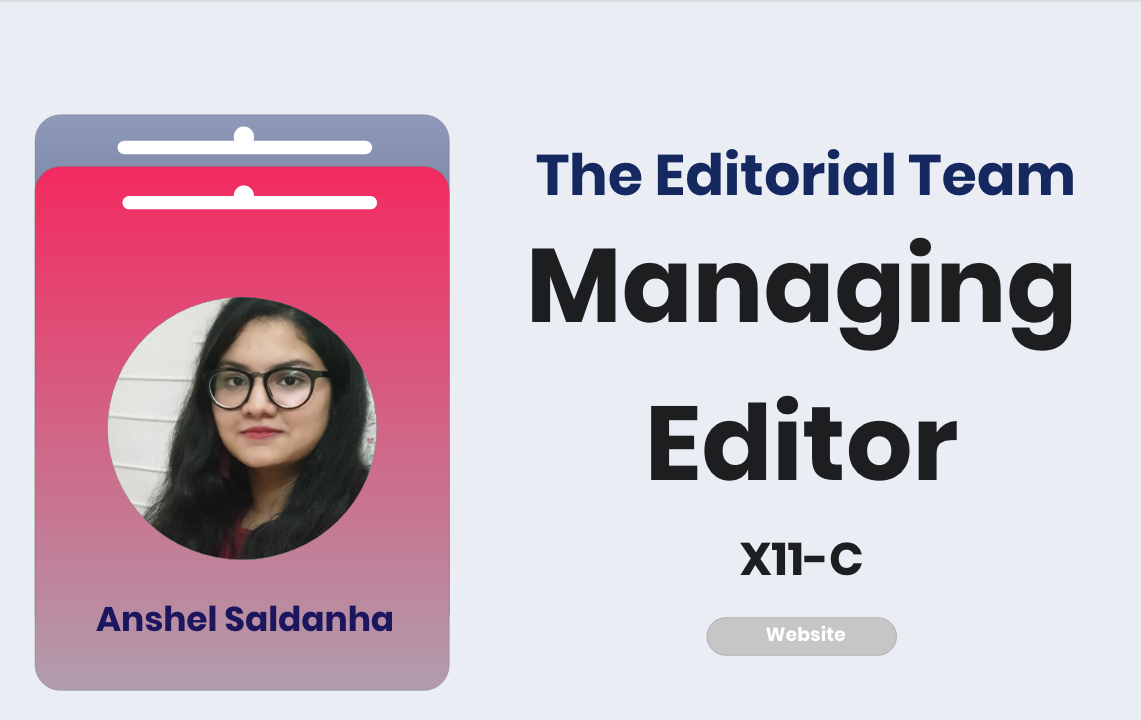 The Editorial Team
Managing
Editor
X11-C
Website
Anshel Saldanha